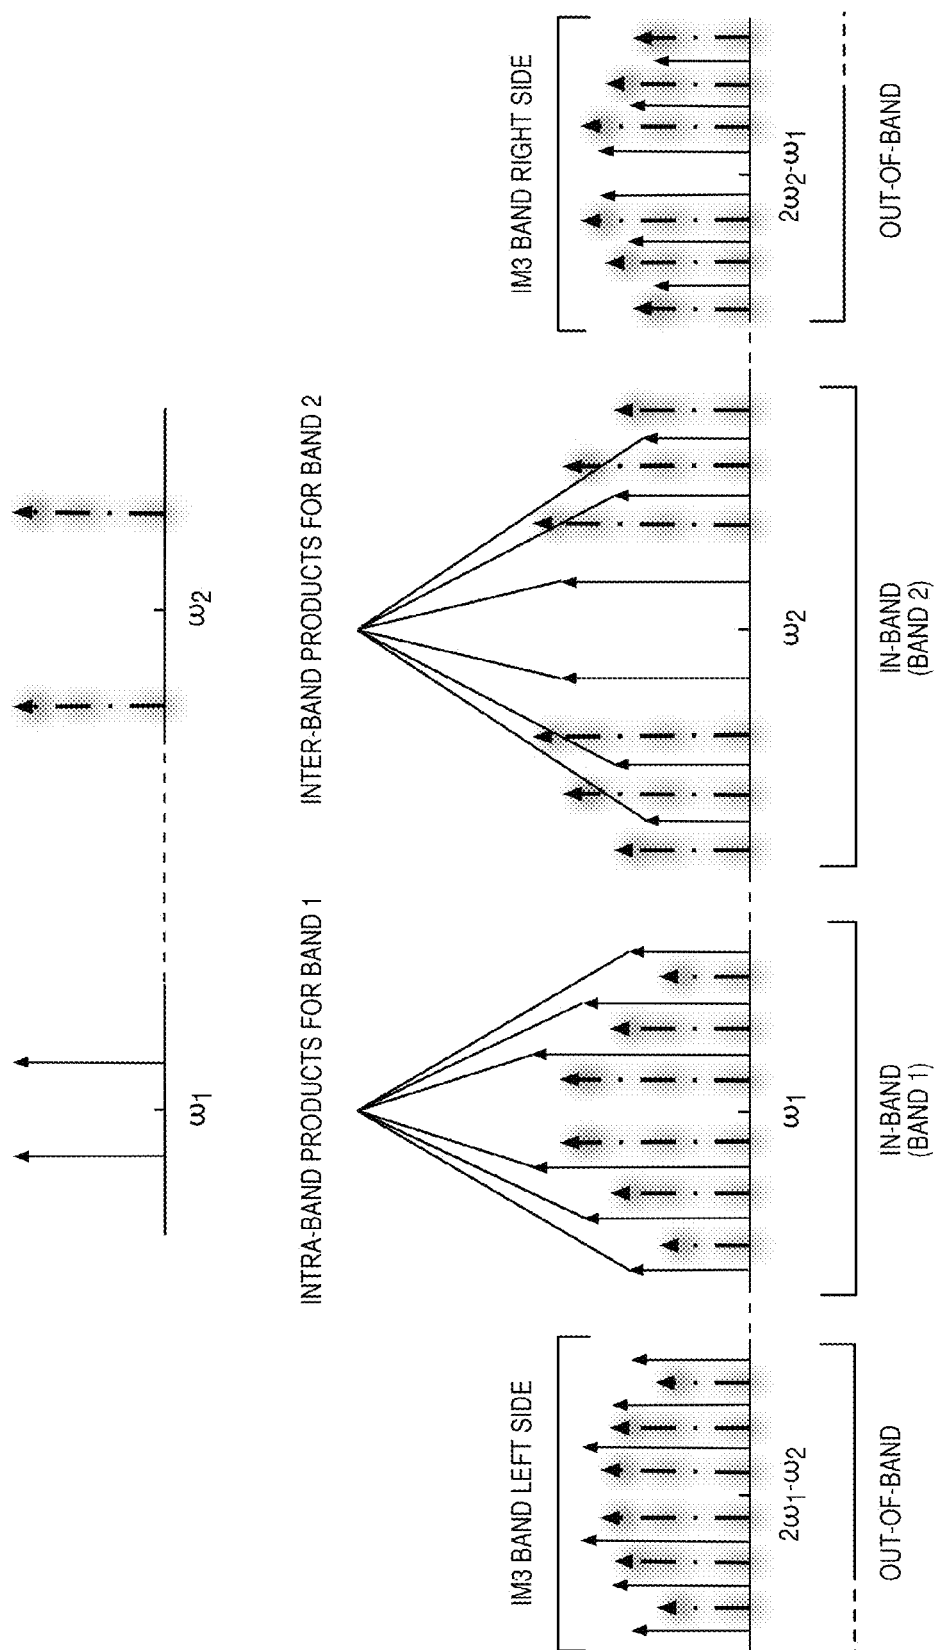 ω1
ω2
INTRA-BAND PRODUCTS FOR BAND 1
INTER-BAND PRODUCTS FOR BAND 2
IM3 BAND LEFT SIDE
IM3 BAND RIGHT SIDE
2ω1-ω2
ω1
ω2
2ω2-ω1
OUT-OF-BAND
IN-BAND
(BAND 1)
IN-BAND
(BAND 2)
OUT-OF-BAND